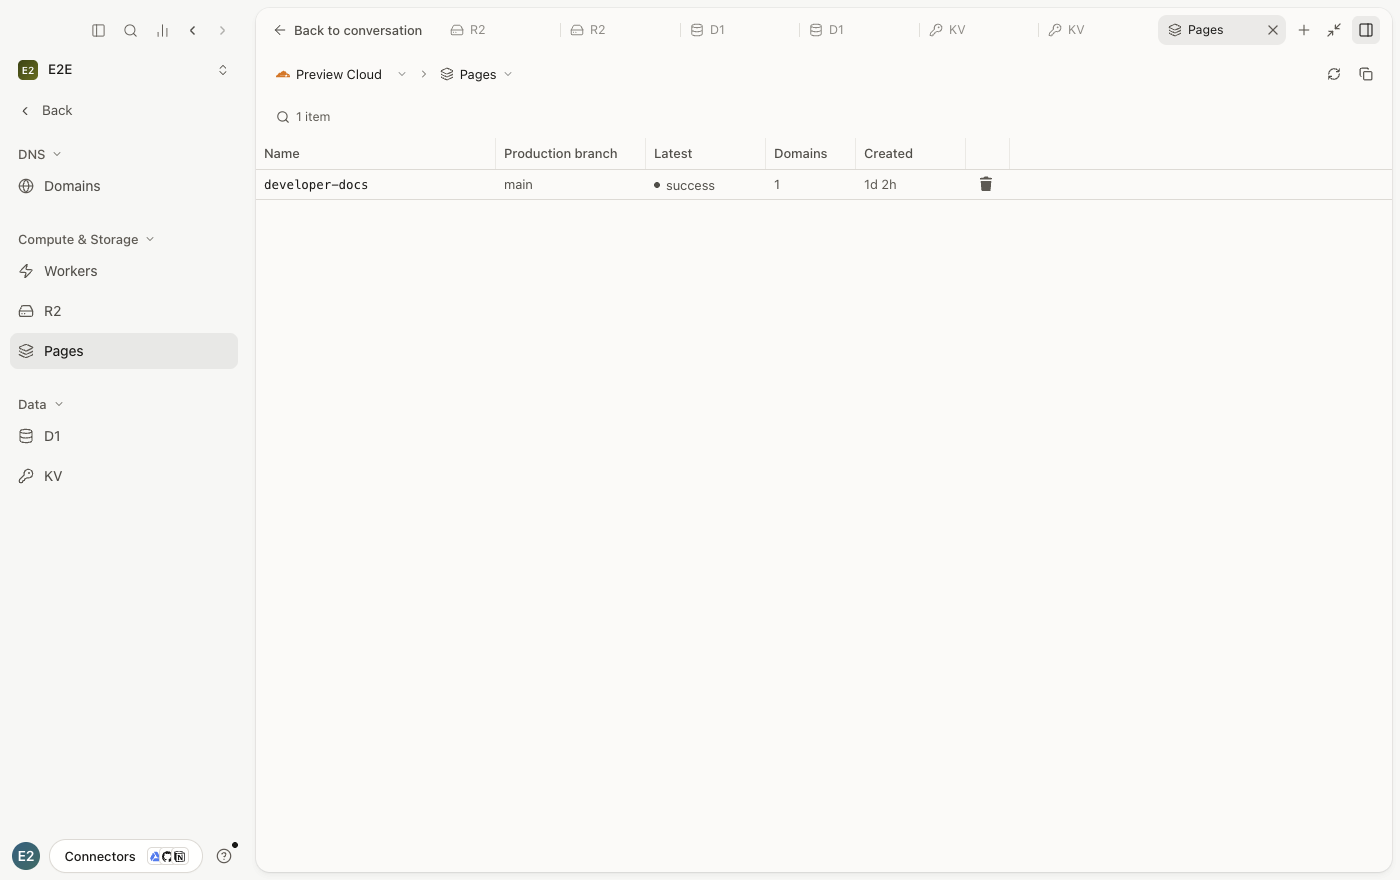 Back to conversation
R2
R2
D1
D1
KV
KV
Pages
E2 E2E
Preview Cloud
Pages
Back
1 item
DNS
Name Production branch Latest Domains Created
Domains
developer-docs main success 1 1d 2h
Compute & Storage
Workers
R2
Pages
Data
D1
KV
E2 Connectors